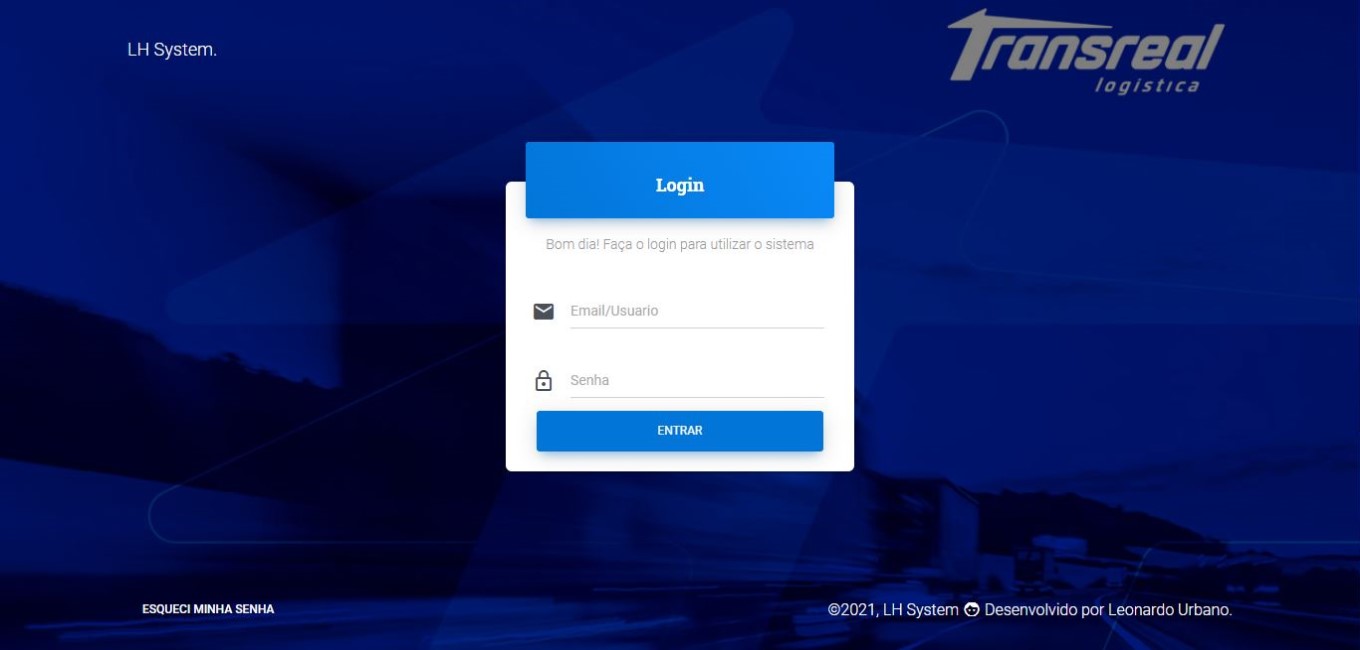 LH System.
Transreal
logística
Login
Bom dia! Faça o login para utilizar o sistema
Email/Usuario
Senha
ENTRAR
ESQUECI MINHA SENHA
©2021, LH System Desenvolvido por Leonardo Urbano.